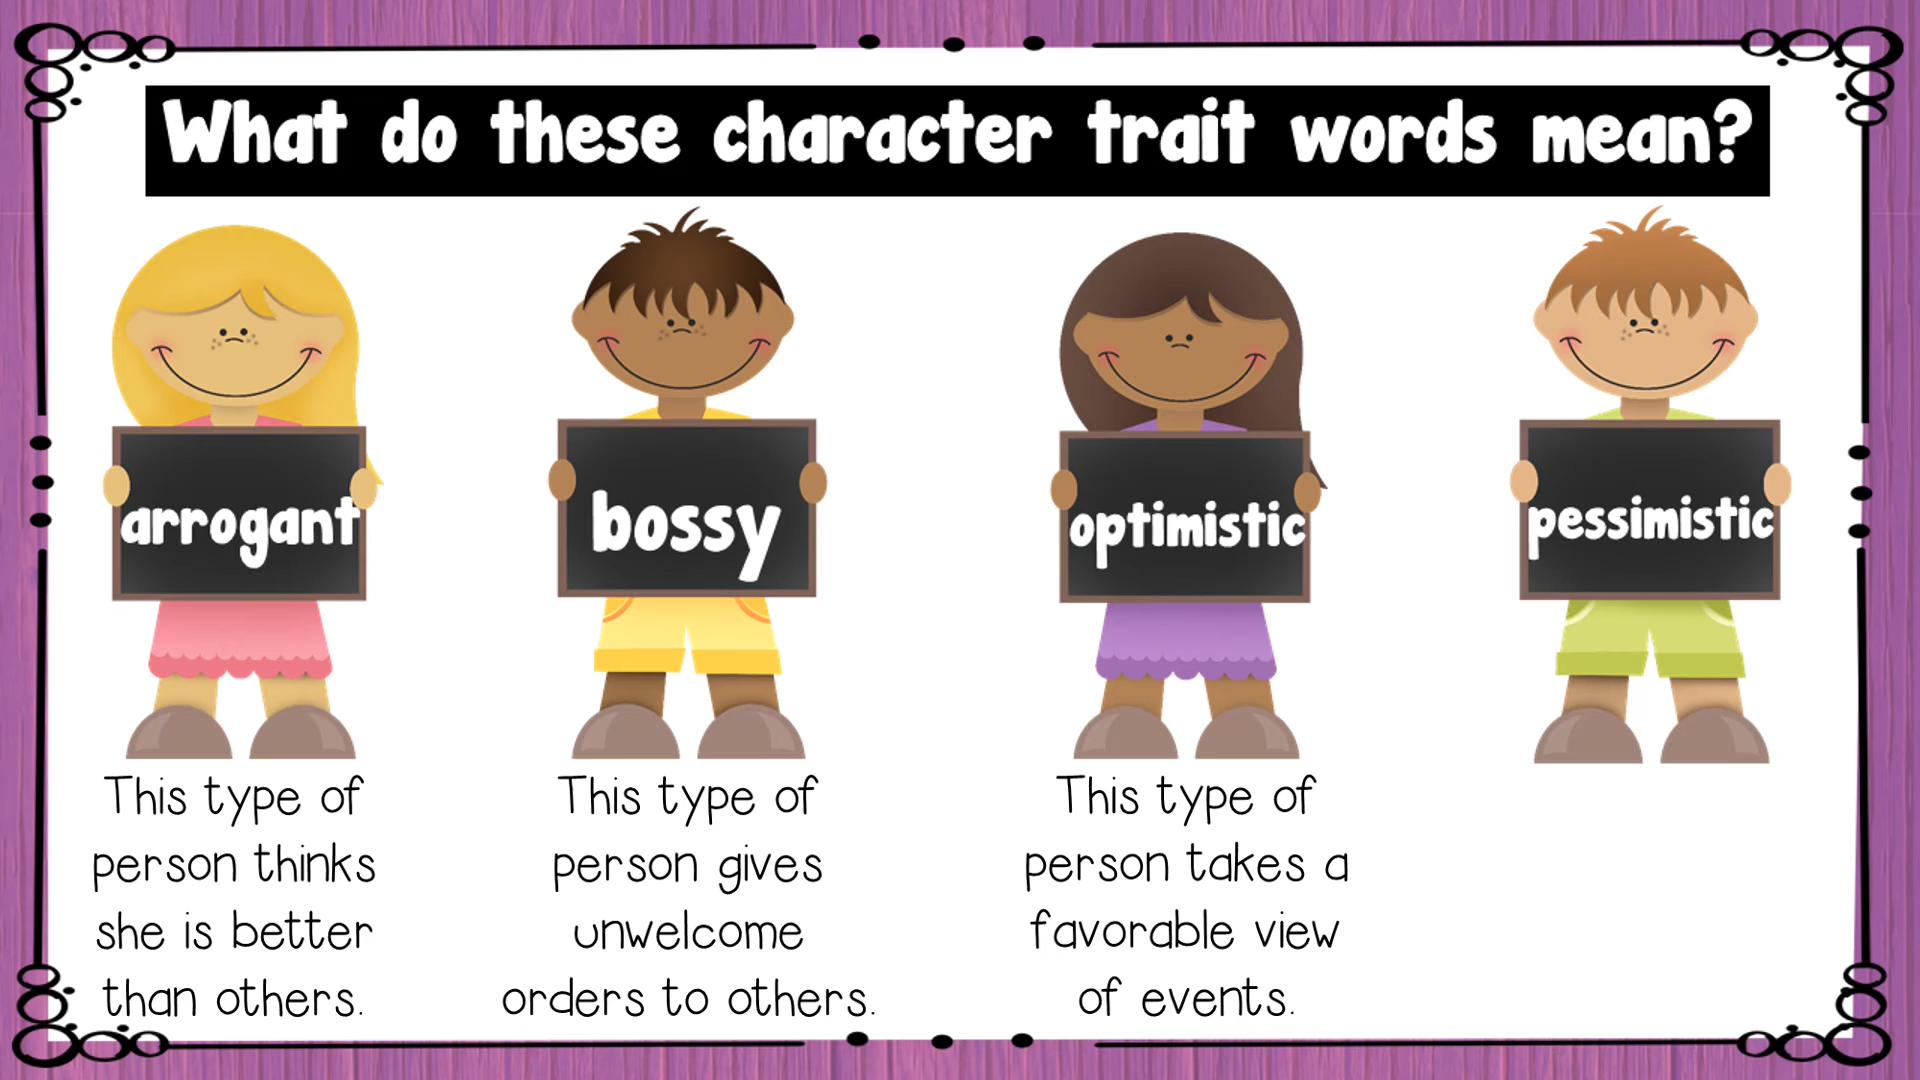 What do these character trait words mean?
arrogant
bossy
optimistic
pessimistic
This type of
person thinks
she is better
than others.
This type of
person gives
unwelcome
orders to others.
This type of
person takes a
favorable view
of events.